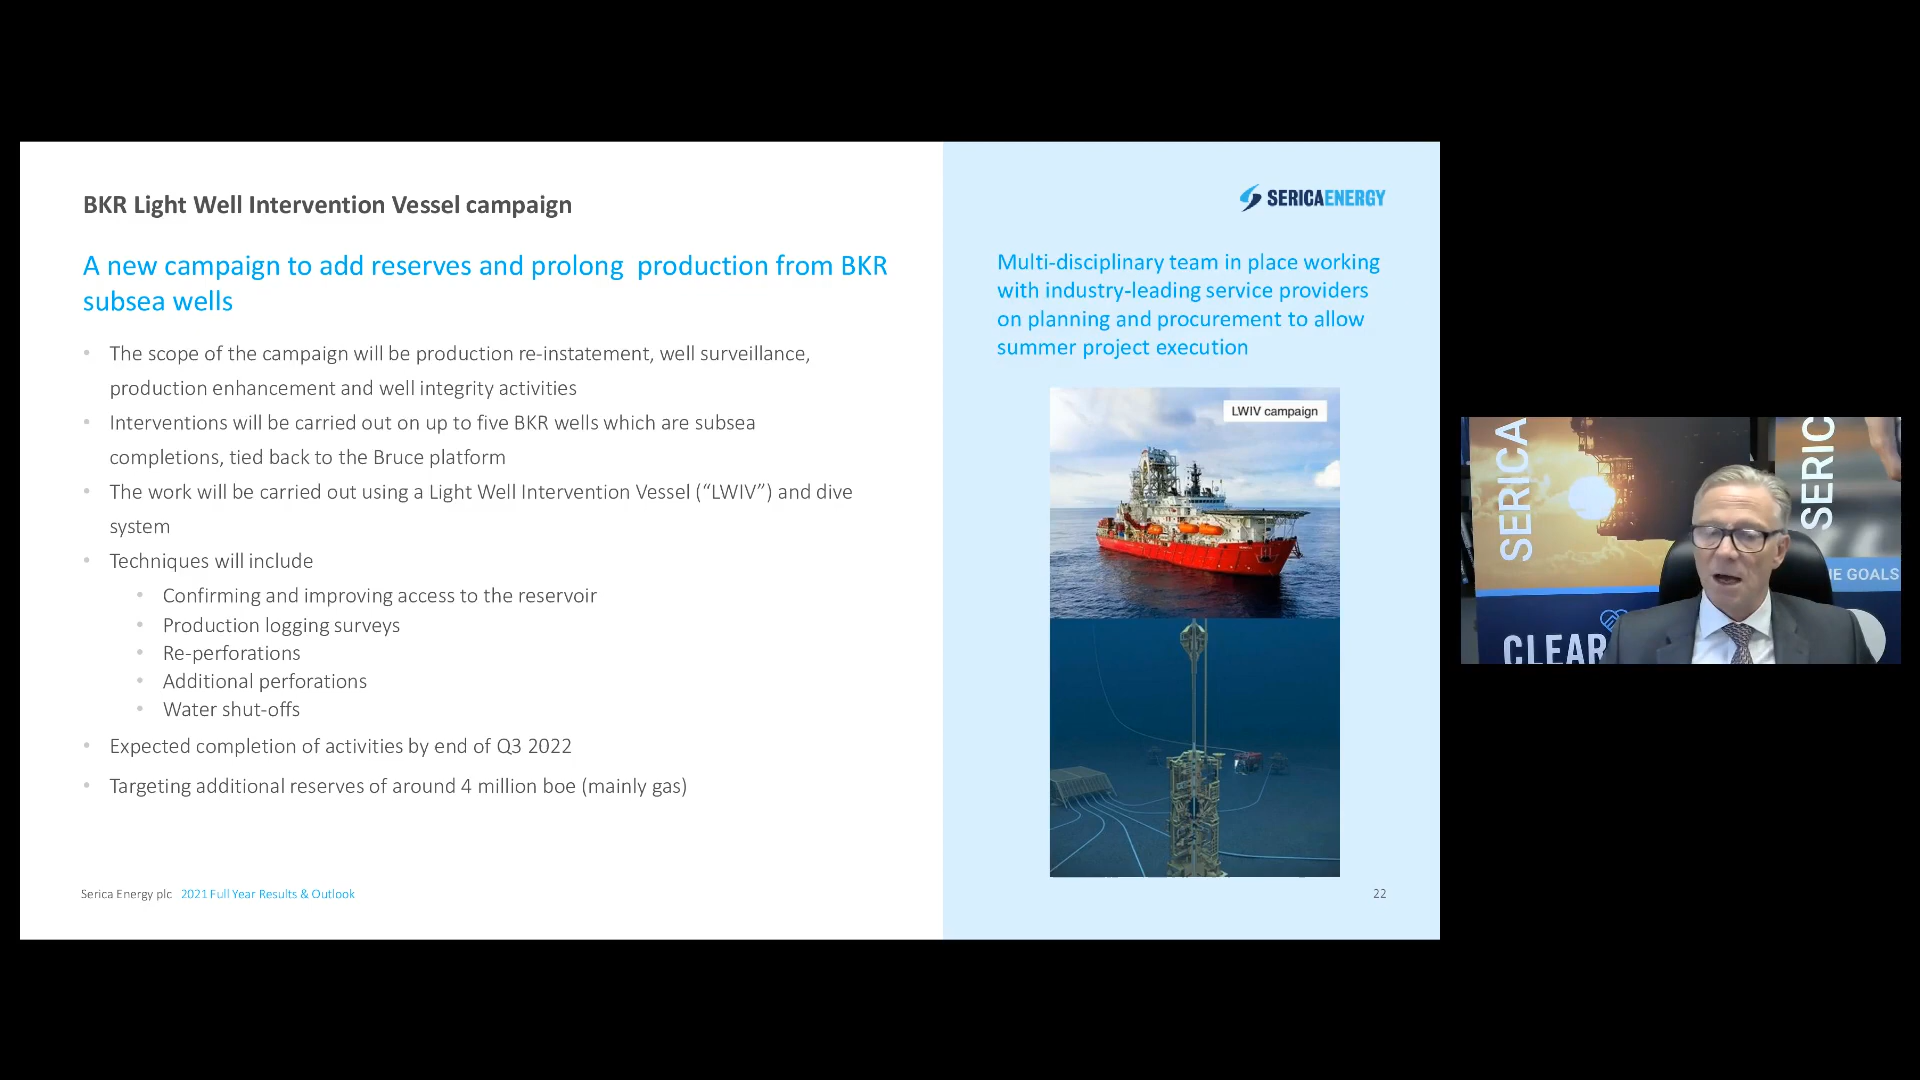 BKR Light Well Intervention Vessel campaign
A new campaign to add reserves and prolong  production from BKR
subsea wells
• The scope of the campaign will be production re-instatement, well surveillance,
production enhancement and well integrity activities
• Interventions will be carried out on up to five BKR wells which are subsea
completions, tied back to the Bruce platform
• The work will be carried out using a Light Well Intervention Vessel (“LWIV”) and dive
system
• Techniques will include
• Confirming and improving access to the reservoir
• Production logging surveys
• Re-perforations
• Additional perforations
• Water shut-offs
• Expected completion of activities by end of Q3 2022
• Targeting additional reserves of around 4 million boe (mainly gas)
Serica Energy plc 2021 Full Year Results & Outlook
SERICAENERGY
Multi-disciplinary team in place working
with industry-leading service providers
on planning and procurement to allow
summer project execution
LWIV campaign
22
SERICA
SERIC
E GOALS
CLEAR